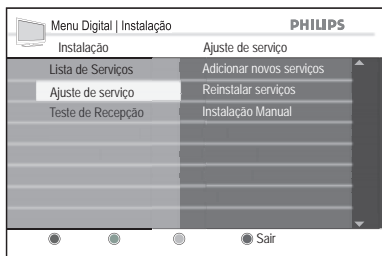 Menu Digital | Instalação
PHILIPS
Instalação
Ajuste de serviço
Lista de Serviços
Adicionar novos serviços
Ajuste de serviço
Reinstalar serviços
Teste de Recepção
Instalação Manual
Sair